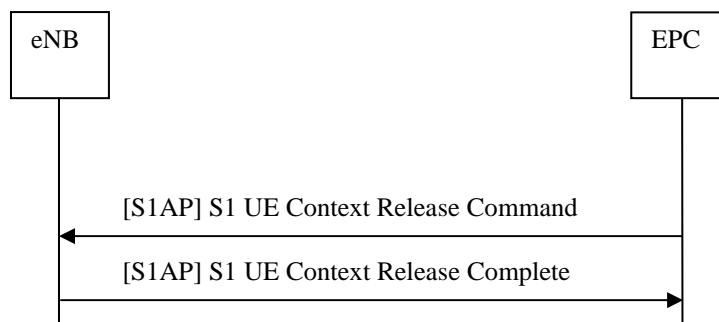 eNB
EPC
[S1AP] S1 UE Context Release Command
[S1AP] S1 UE Context Release Complete